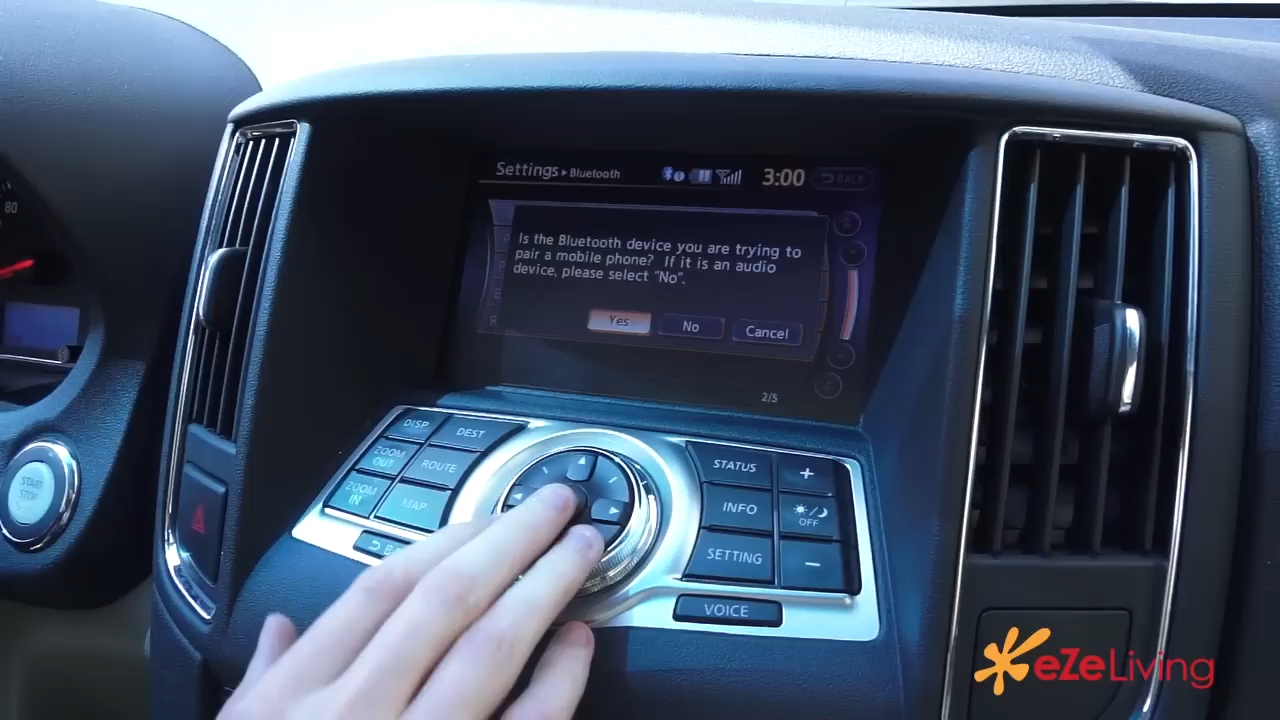 Settings ▸ Bluetooth
3:00
BACK
Is the Bluetooth device you are trying to
pair a mobile phone? If it is an audio
device, please select "No".
Yes
No
Cancel
2/5
80
START
STOP
DISP
DEST
ZOOM
OUT
ROUTE
ZOOM
IN
MAP
STATUS
+
INFO
OFF
SETTING
−
VOICE
eZeLiving